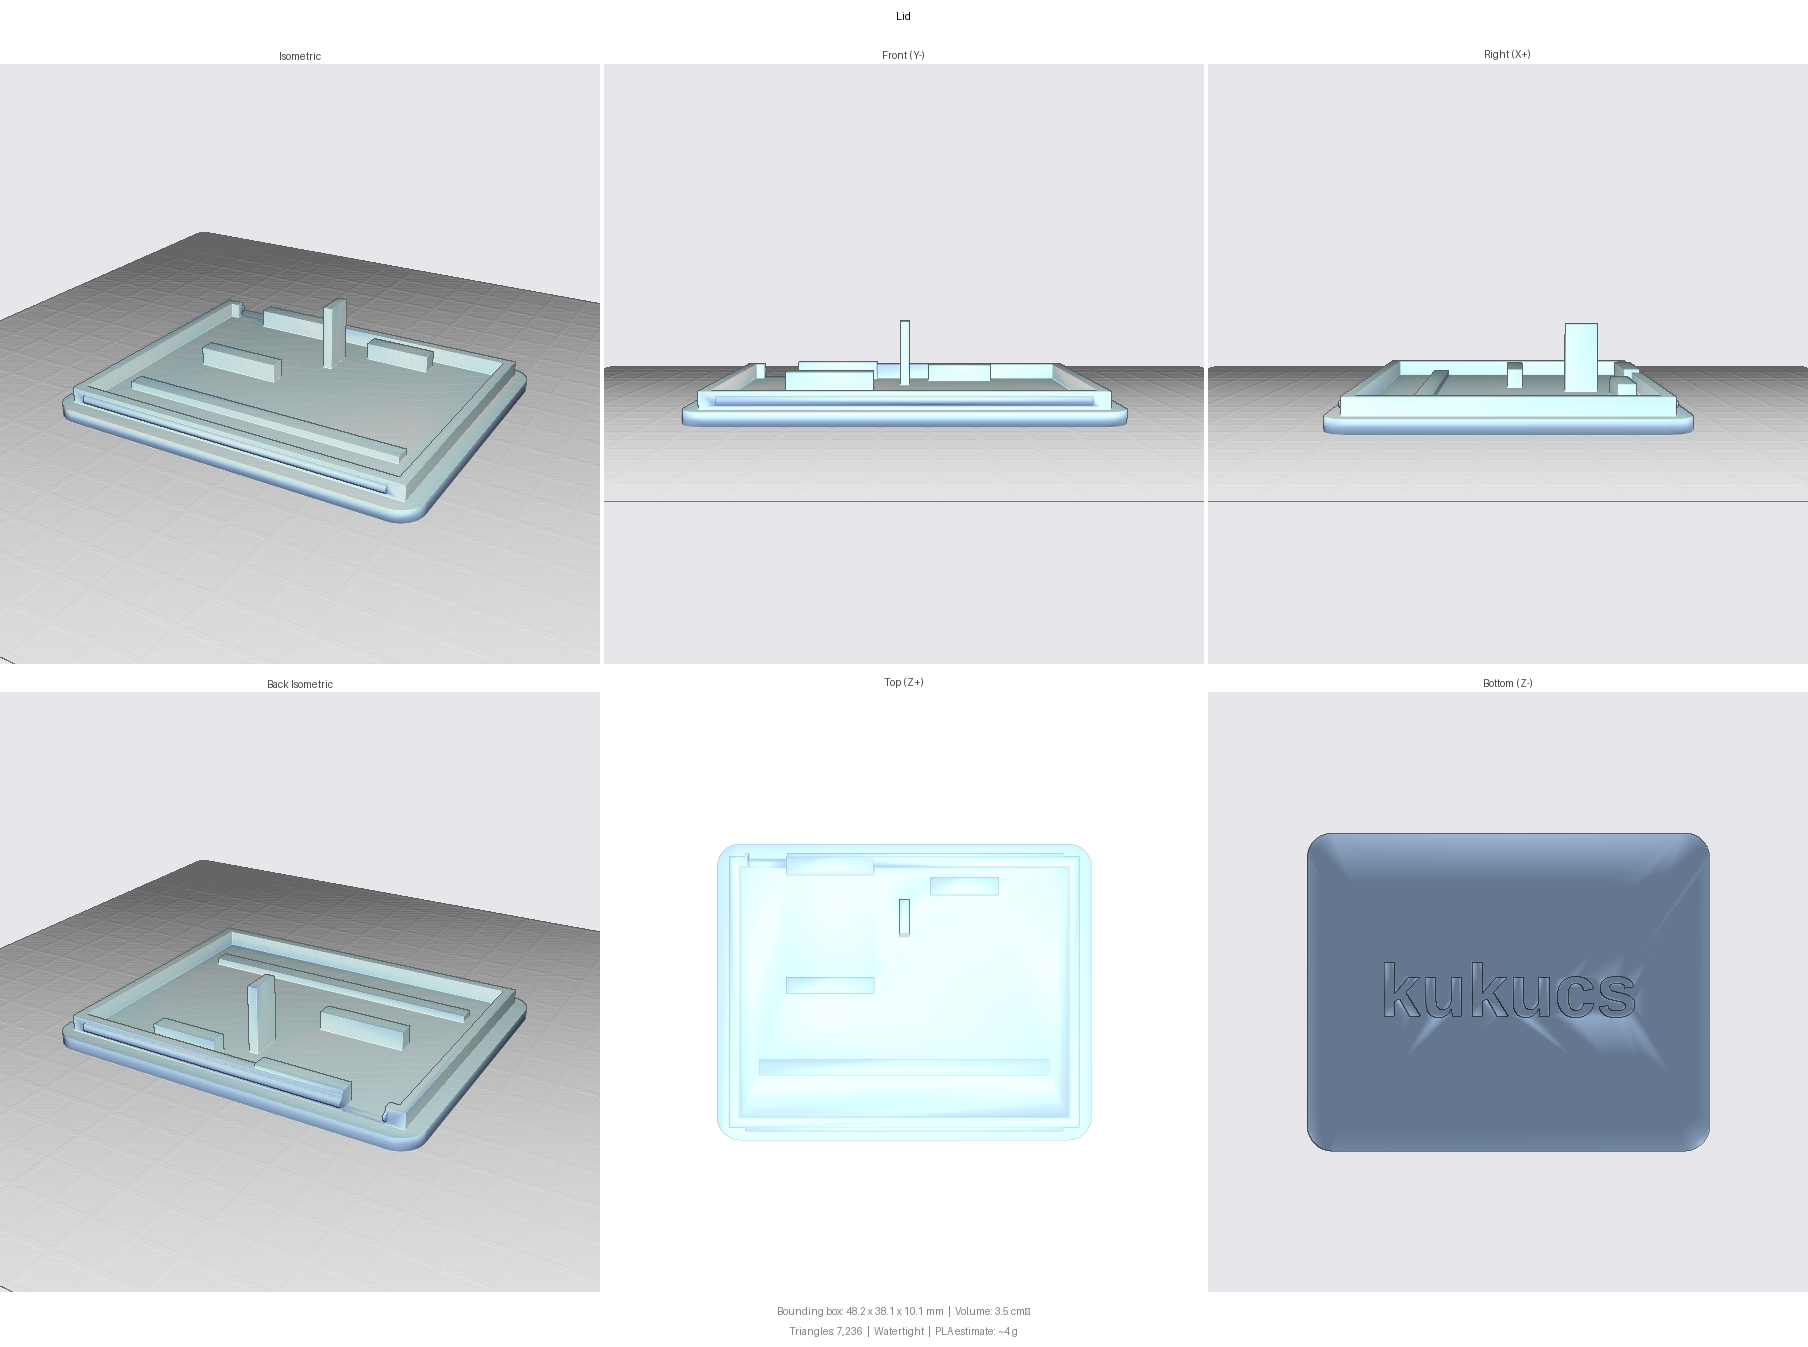 Lid
Isometric
Front (Y-)
Right (X+)
Back Isometric
Top (Z+)
Bottom (Z-)
kukucs
Bounding box: 48.2 x 38.1 x 10.1 mm | Volume: 3.5 cm
Triangles: 7,236 | Watertight | PLA estimate: ~4 g